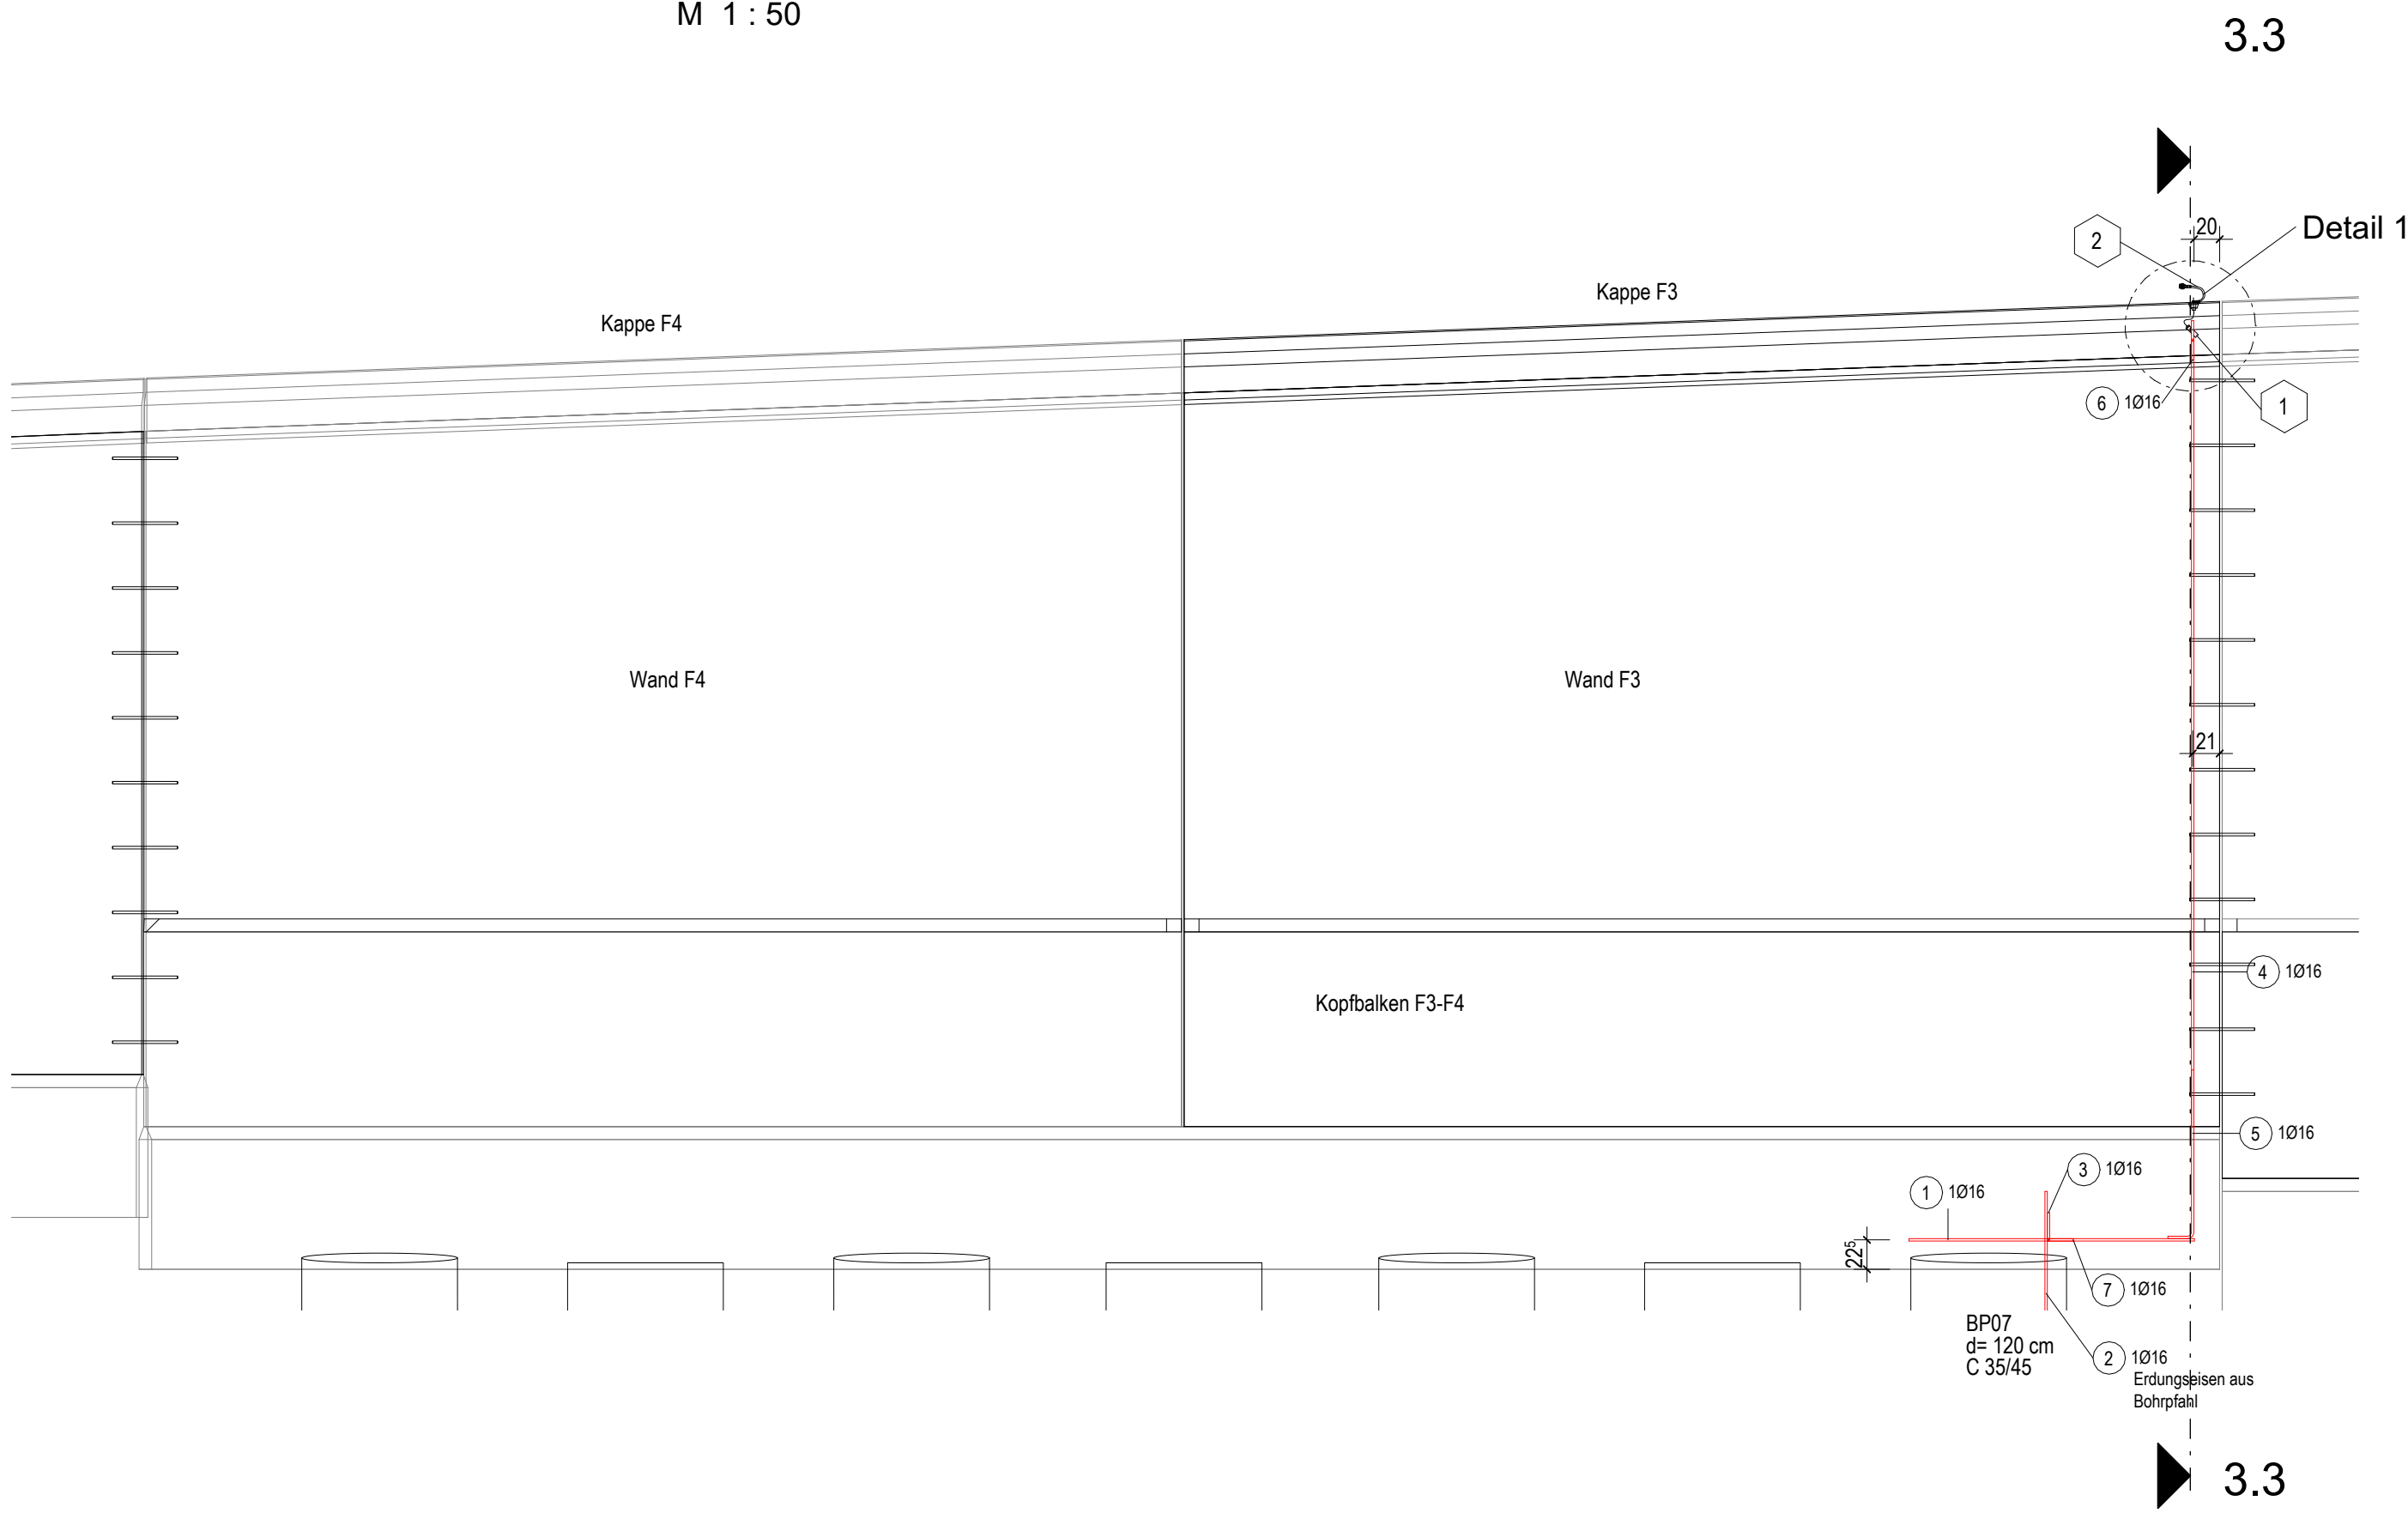 M 1 : 50
3.3
2
20
Detail 1
Kappe F3
Kappe F4
6 1Ø16
1
Wand F4
Wand F3
21
4 1Ø16
Kopfbalken F3-F4
5 1Ø16
3 1Ø16
1 1Ø16
22⁵
7 1Ø16
BP07
d= 120 cm
C 35/45
2 1Ø16
Erdungseisen aus
Bohrpfahl
3.3